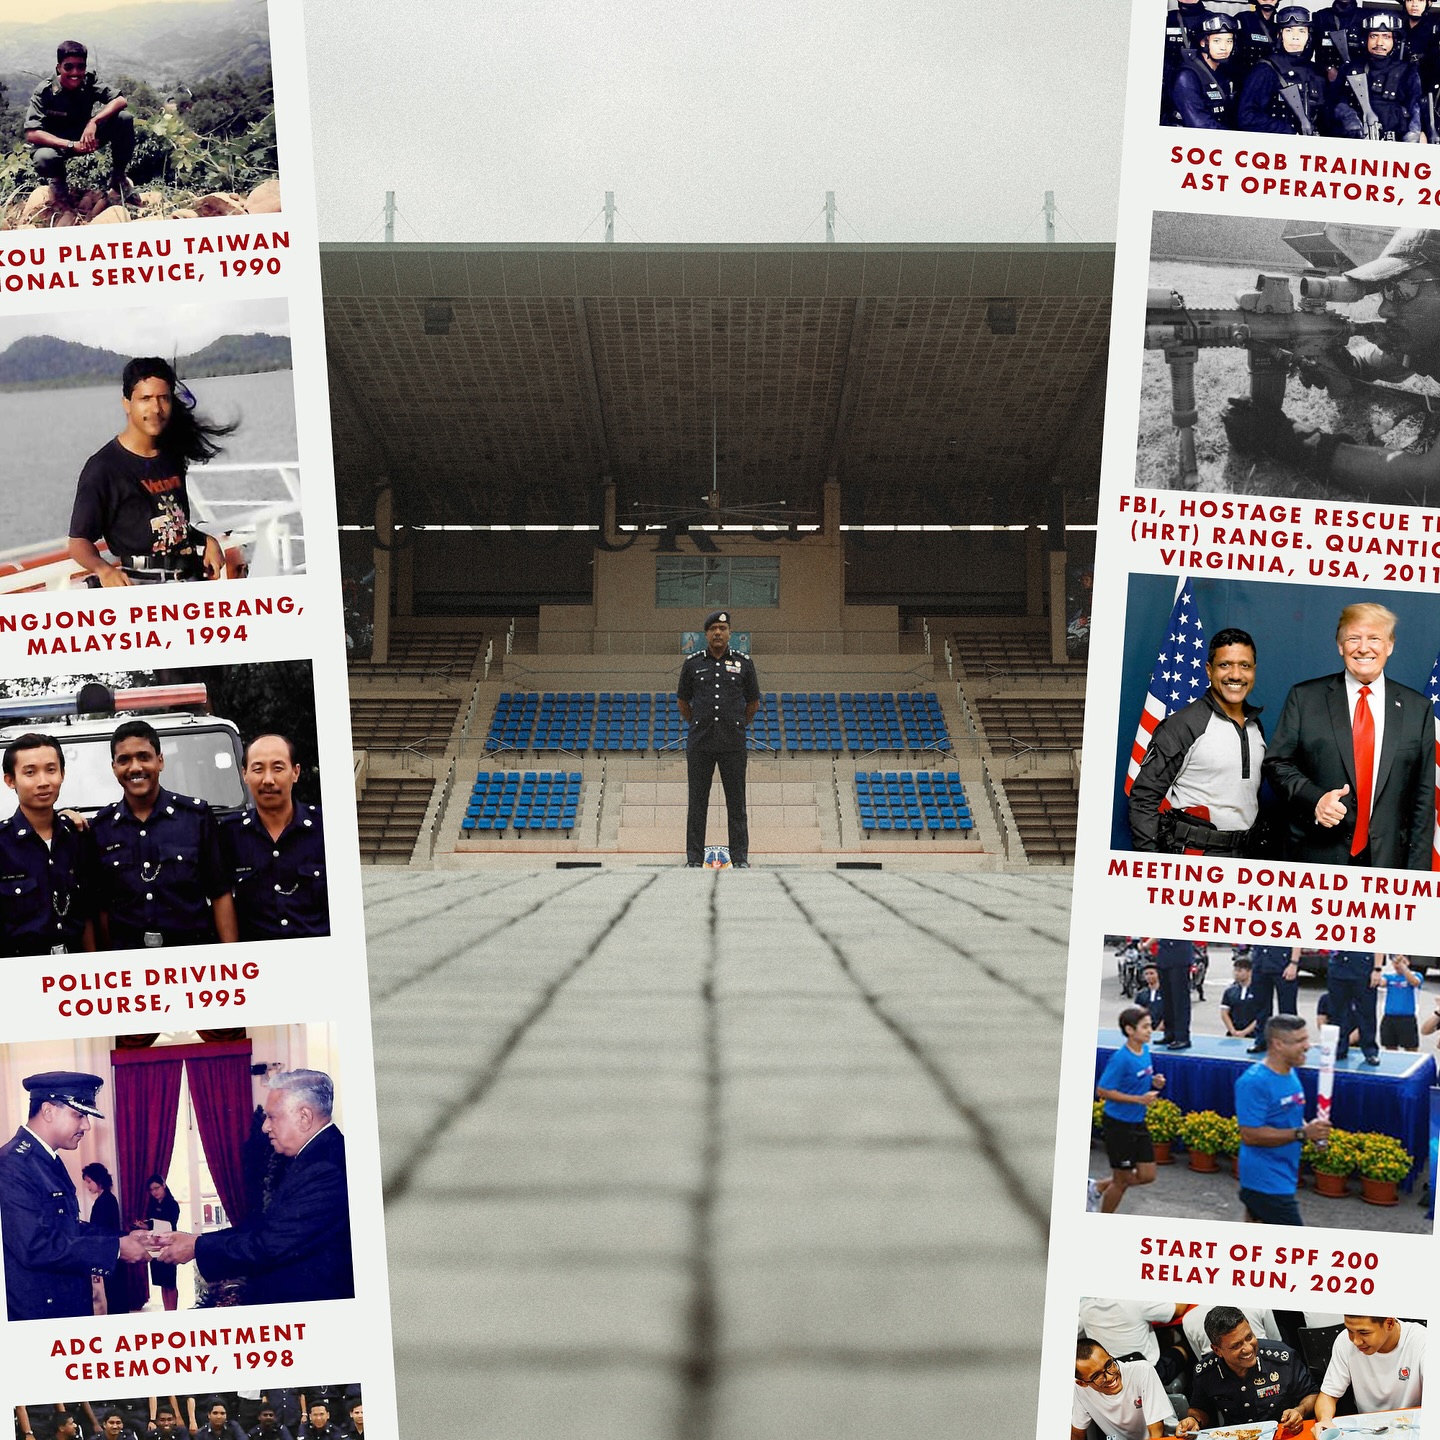 KOU PLATEAU TAIWAN
IONAL SERVICE, 1990
NGJONG PENGERANG,
MALAYSIA, 1994
POLICE DRIVING
COURSE, 1995
ADC APPOINTMENT
CEREMONY, 1998
SOC CQB TRAINING
AST OPERATORS, 20
FBI, HOSTAGE RESCUE TE
(HRT) RANGE. QUANTIC
VIRGINIA, USA, 2011
MEETING DONALD TRUMP
TRUMP-KIM SUMMIT
SENTOSA 2018
START OF SPF 200
RELAY RUN, 2020